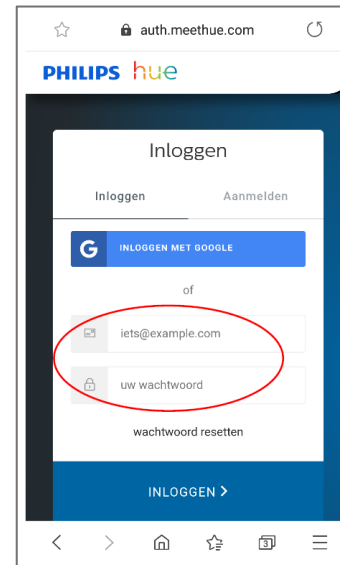 auth.meethue.com
PHILIPS hue
Inloggen
Inloggen Aanmelden
G INLOGGEN MET GOOGLE
of
iets@example.com
uw wachtwoord
wachtwoord resetten
INLOGGEN >
3